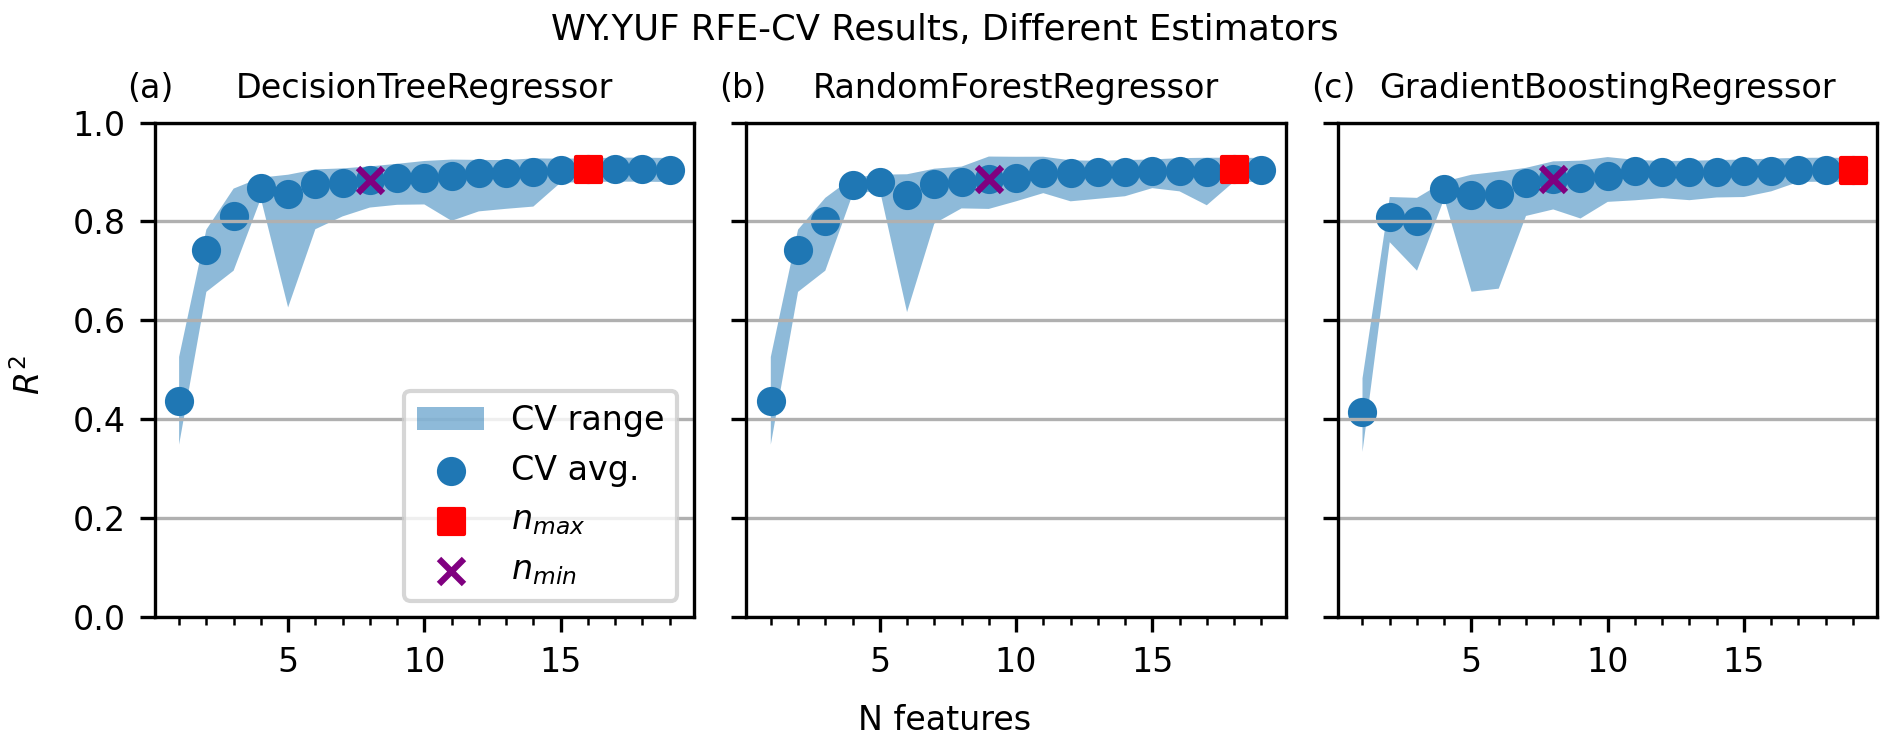 WY.YUF RFE-CV Results, Different Estimators
(a) DecisionTreeRegressor
(b) RandomForestRegressor
(c) GradientBoostingRegressor
R²
1.0
0.8
0.6
0.4
0.2
0.0
CV range
CV avg.
n_max
n_min
5 10 15
5 10 15
5 10 15
N features